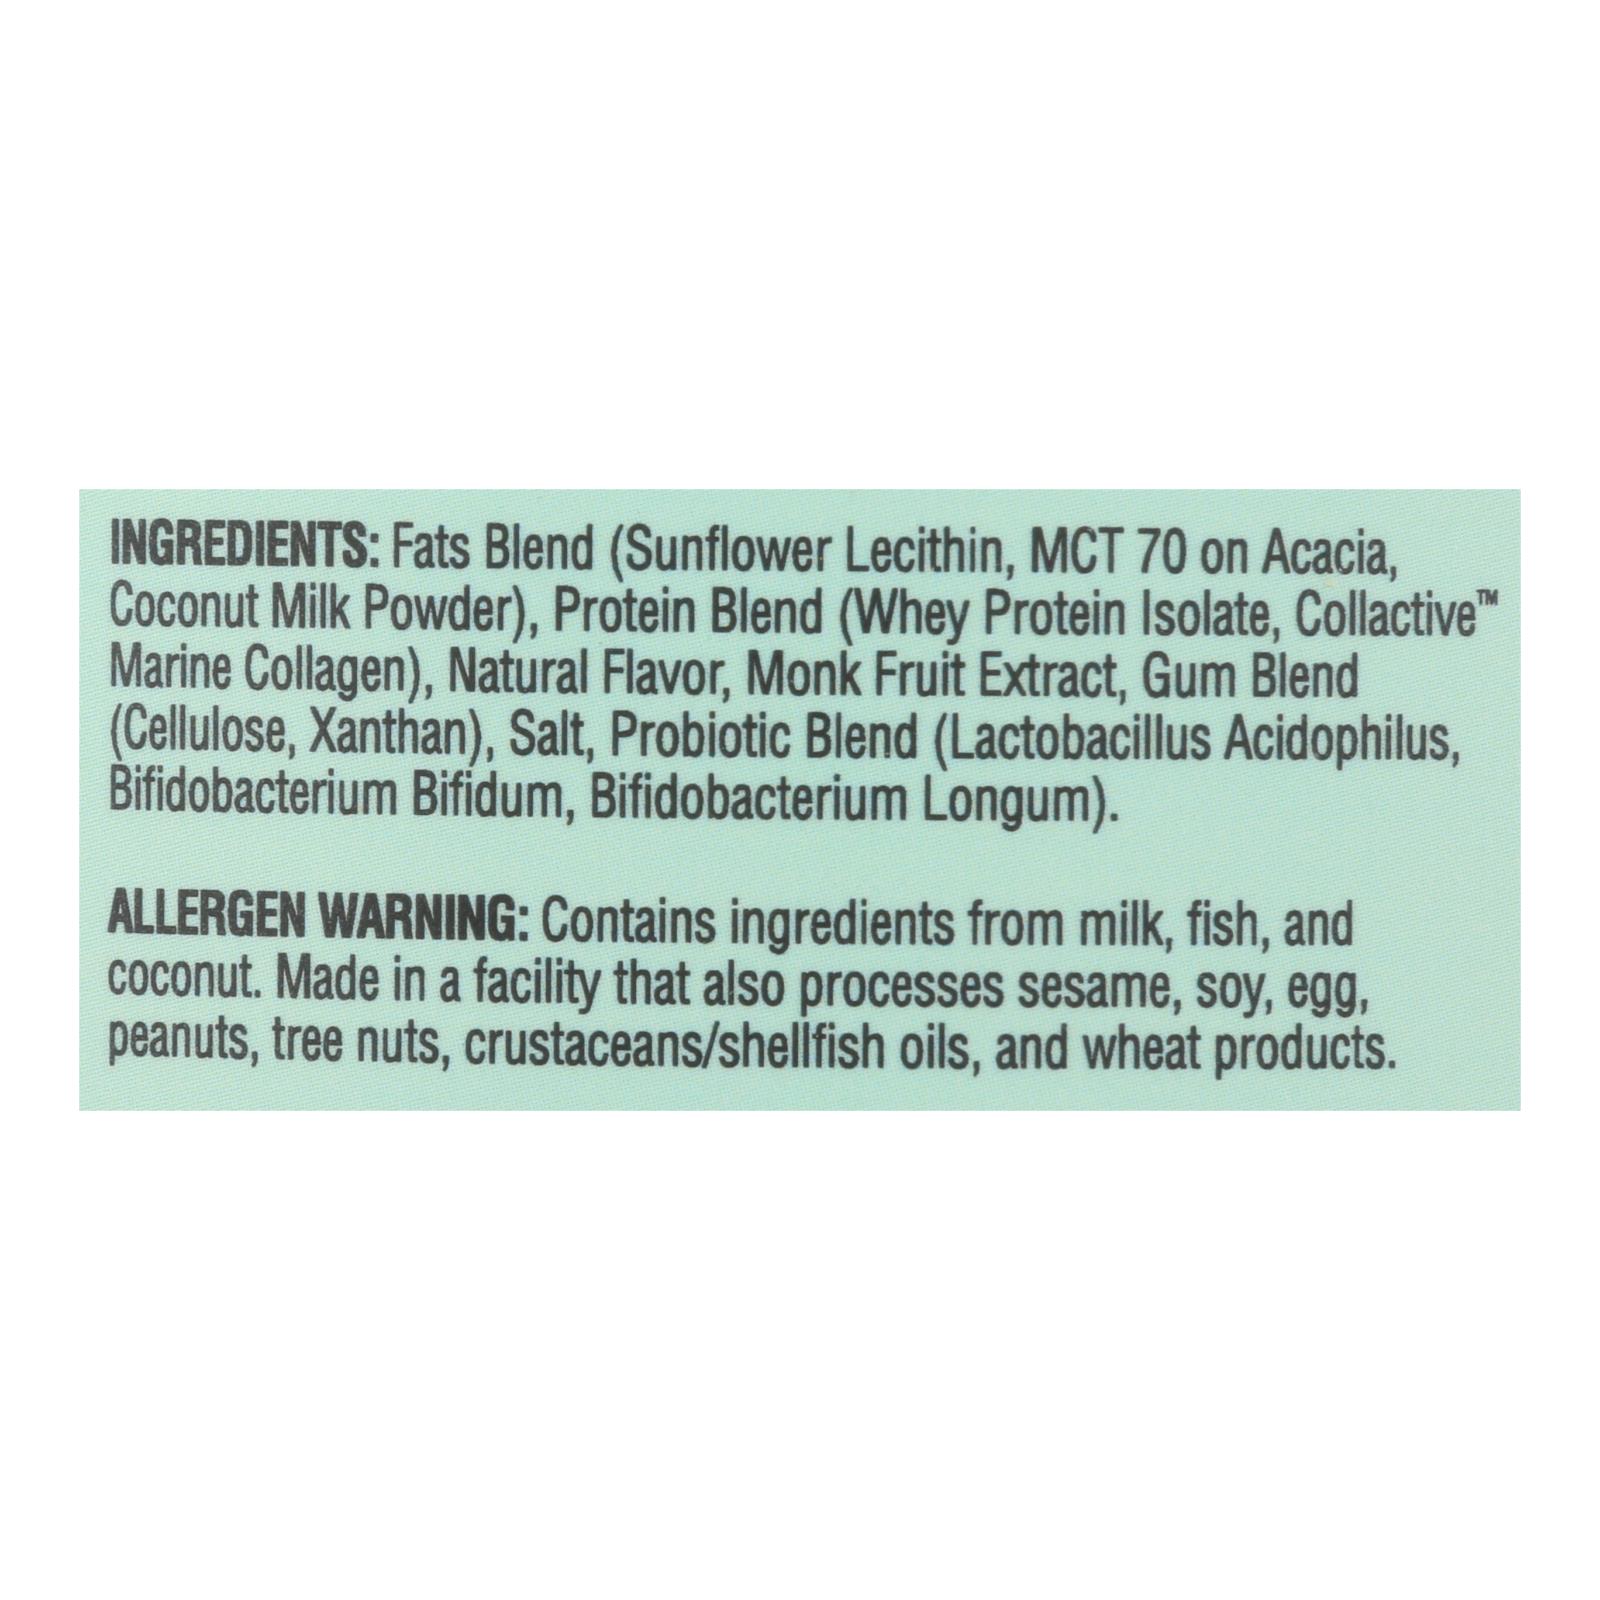 INGREDIENTS: Fats Blend (Sunflower Lecithin, MCT 70 on Acacia,
Coconut Milk Powder), Protein Blend (Whey Protein Isolate, Collactive™
Marine Collagen), Natural Flavor, Monk Fruit Extract, Gum Blend
(Cellulose, Xanthan), Salt, Probiotic Blend (Lactobacillus Acidophilus,
Bifidobacterium Bifidum, Bifidobacterium Longum).
ALLERGEN WARNING: Contains ingredients from milk, fish, and
coconut. Made in a facility that also processes sesame, soy, egg,
peanuts, tree nuts, crustaceans/shellfish oils, and wheat products.